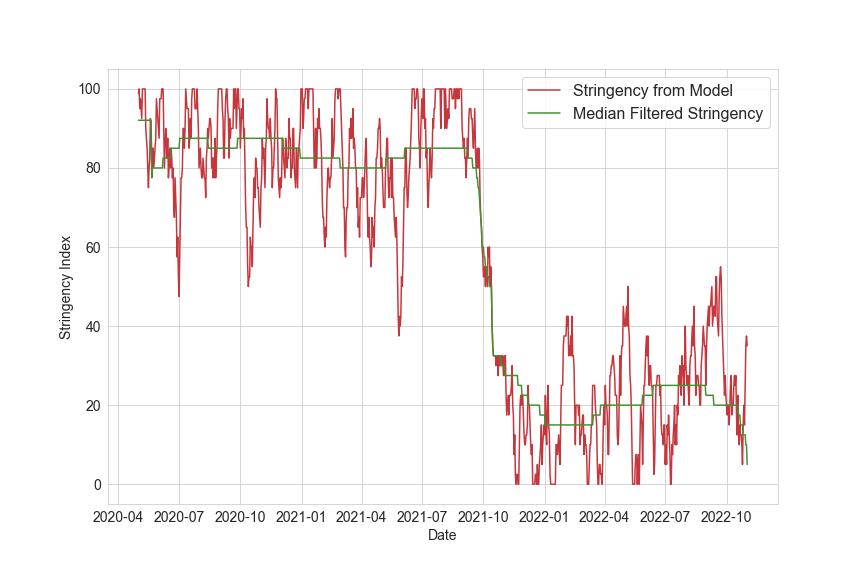 Stringency from Model
Median Filtered Stringency
100
80
60
40
20
0
Stringency Index
2020-04 2020-07 2020-10 2021-01 2021-04 2021-07 2021-10 2022-01 2022-04 2022-07 2022-10
Date